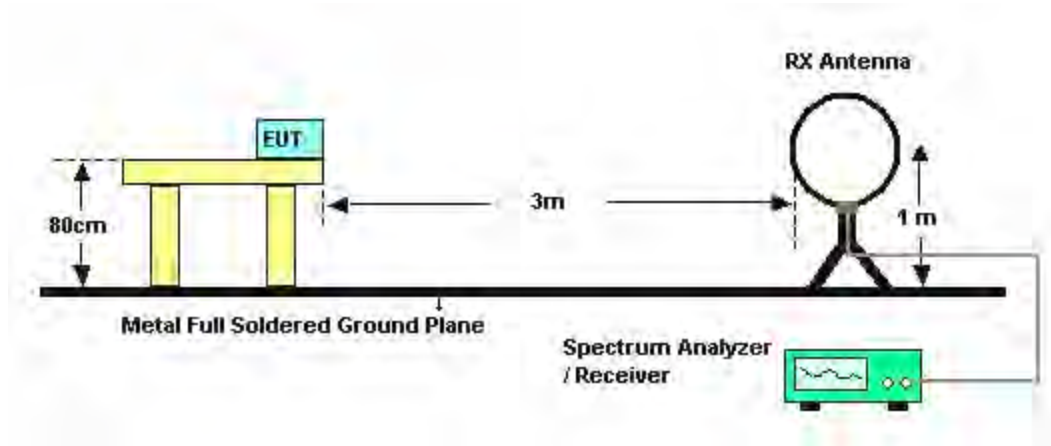 RX Antenna
EUT
80cm
3m
1 m
Metal Full Soldered Ground Plane
Spectrum Analyzer
/ Receiver